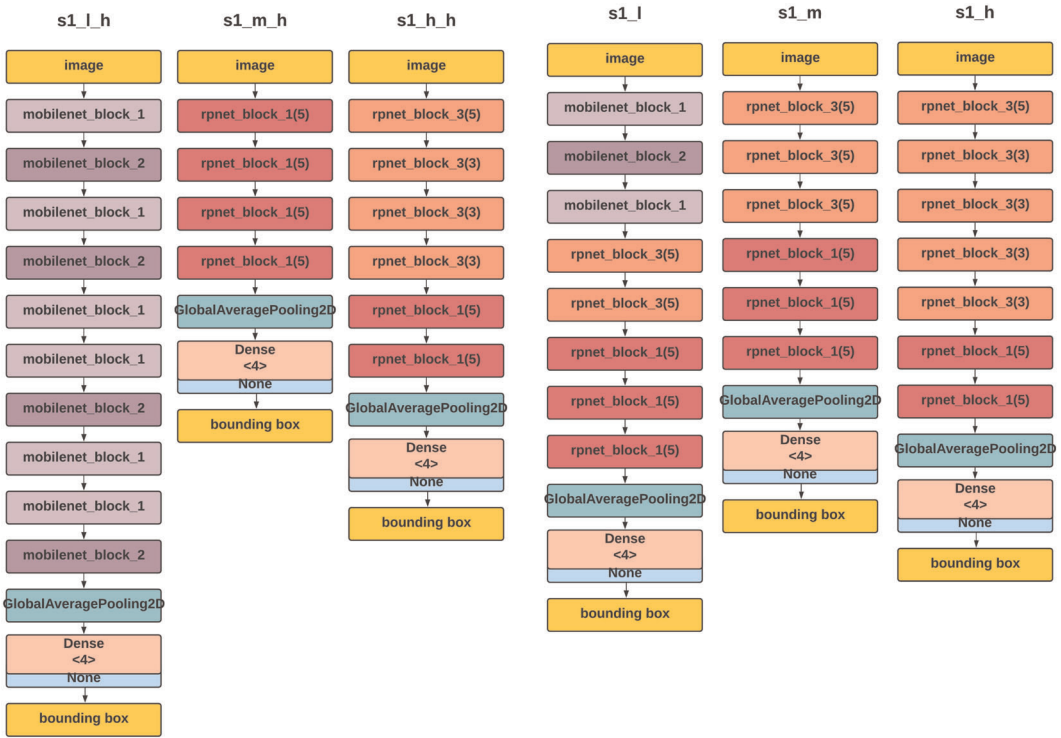 s1_l_h
image
mobilenet_block_1
mobilenet_block_2
mobilenet_block_1
mobilenet_block_2
mobilenet_block_1
mobilenet_block_1
mobilenet_block_2
mobilenet_block_1
mobilenet_block_1
mobilenet_block_2
GlobalAveragePooling2D
Dense
<4>
None
bounding box
s1_m_h
image
rpnet_block_1(5)
rpnet_block_1(5)
rpnet_block_1(5)
rpnet_block_1(5)
GlobalAveragePooling2D
Dense
<4>
None
bounding box
s1_h_h
image
rpnet_block_3(5)
rpnet_block_3(3)
rpnet_block_3(3)
rpnet_block_3(3)
rpnet_block_1(5)
rpnet_block_1(5)
GlobalAveragePooling2D
Dense
<4>
None
bounding box
s1_l
image
mobilenet_block_1
mobilenet_block_2
mobilenet_block_1
rpnet_block_3(5)
rpnet_block_3(5)
rpnet_block_1(5)
rpnet_block_1(5)
rpnet_block_1(5)
GlobalAveragePooling2D
Dense
<4>
None
bounding box
s1_m
image
rpnet_block_3(5)
rpnet_block_3(5)
rpnet_block_3(5)
rpnet_block_1(5)
rpnet_block_1(5)
rpnet_block_1(5)
GlobalAveragePooling2D
Dense
<4>
None
bounding box
s1_h
image
rpnet_block_3(5)
rpnet_block_3(3)
rpnet_block_3(3)
rpnet_block_3(3)
rpnet_block_3(3)
rpnet_block_1(5)
rpnet_block_1(5)
GlobalAveragePooling2D
Dense
<4>
None
bounding box